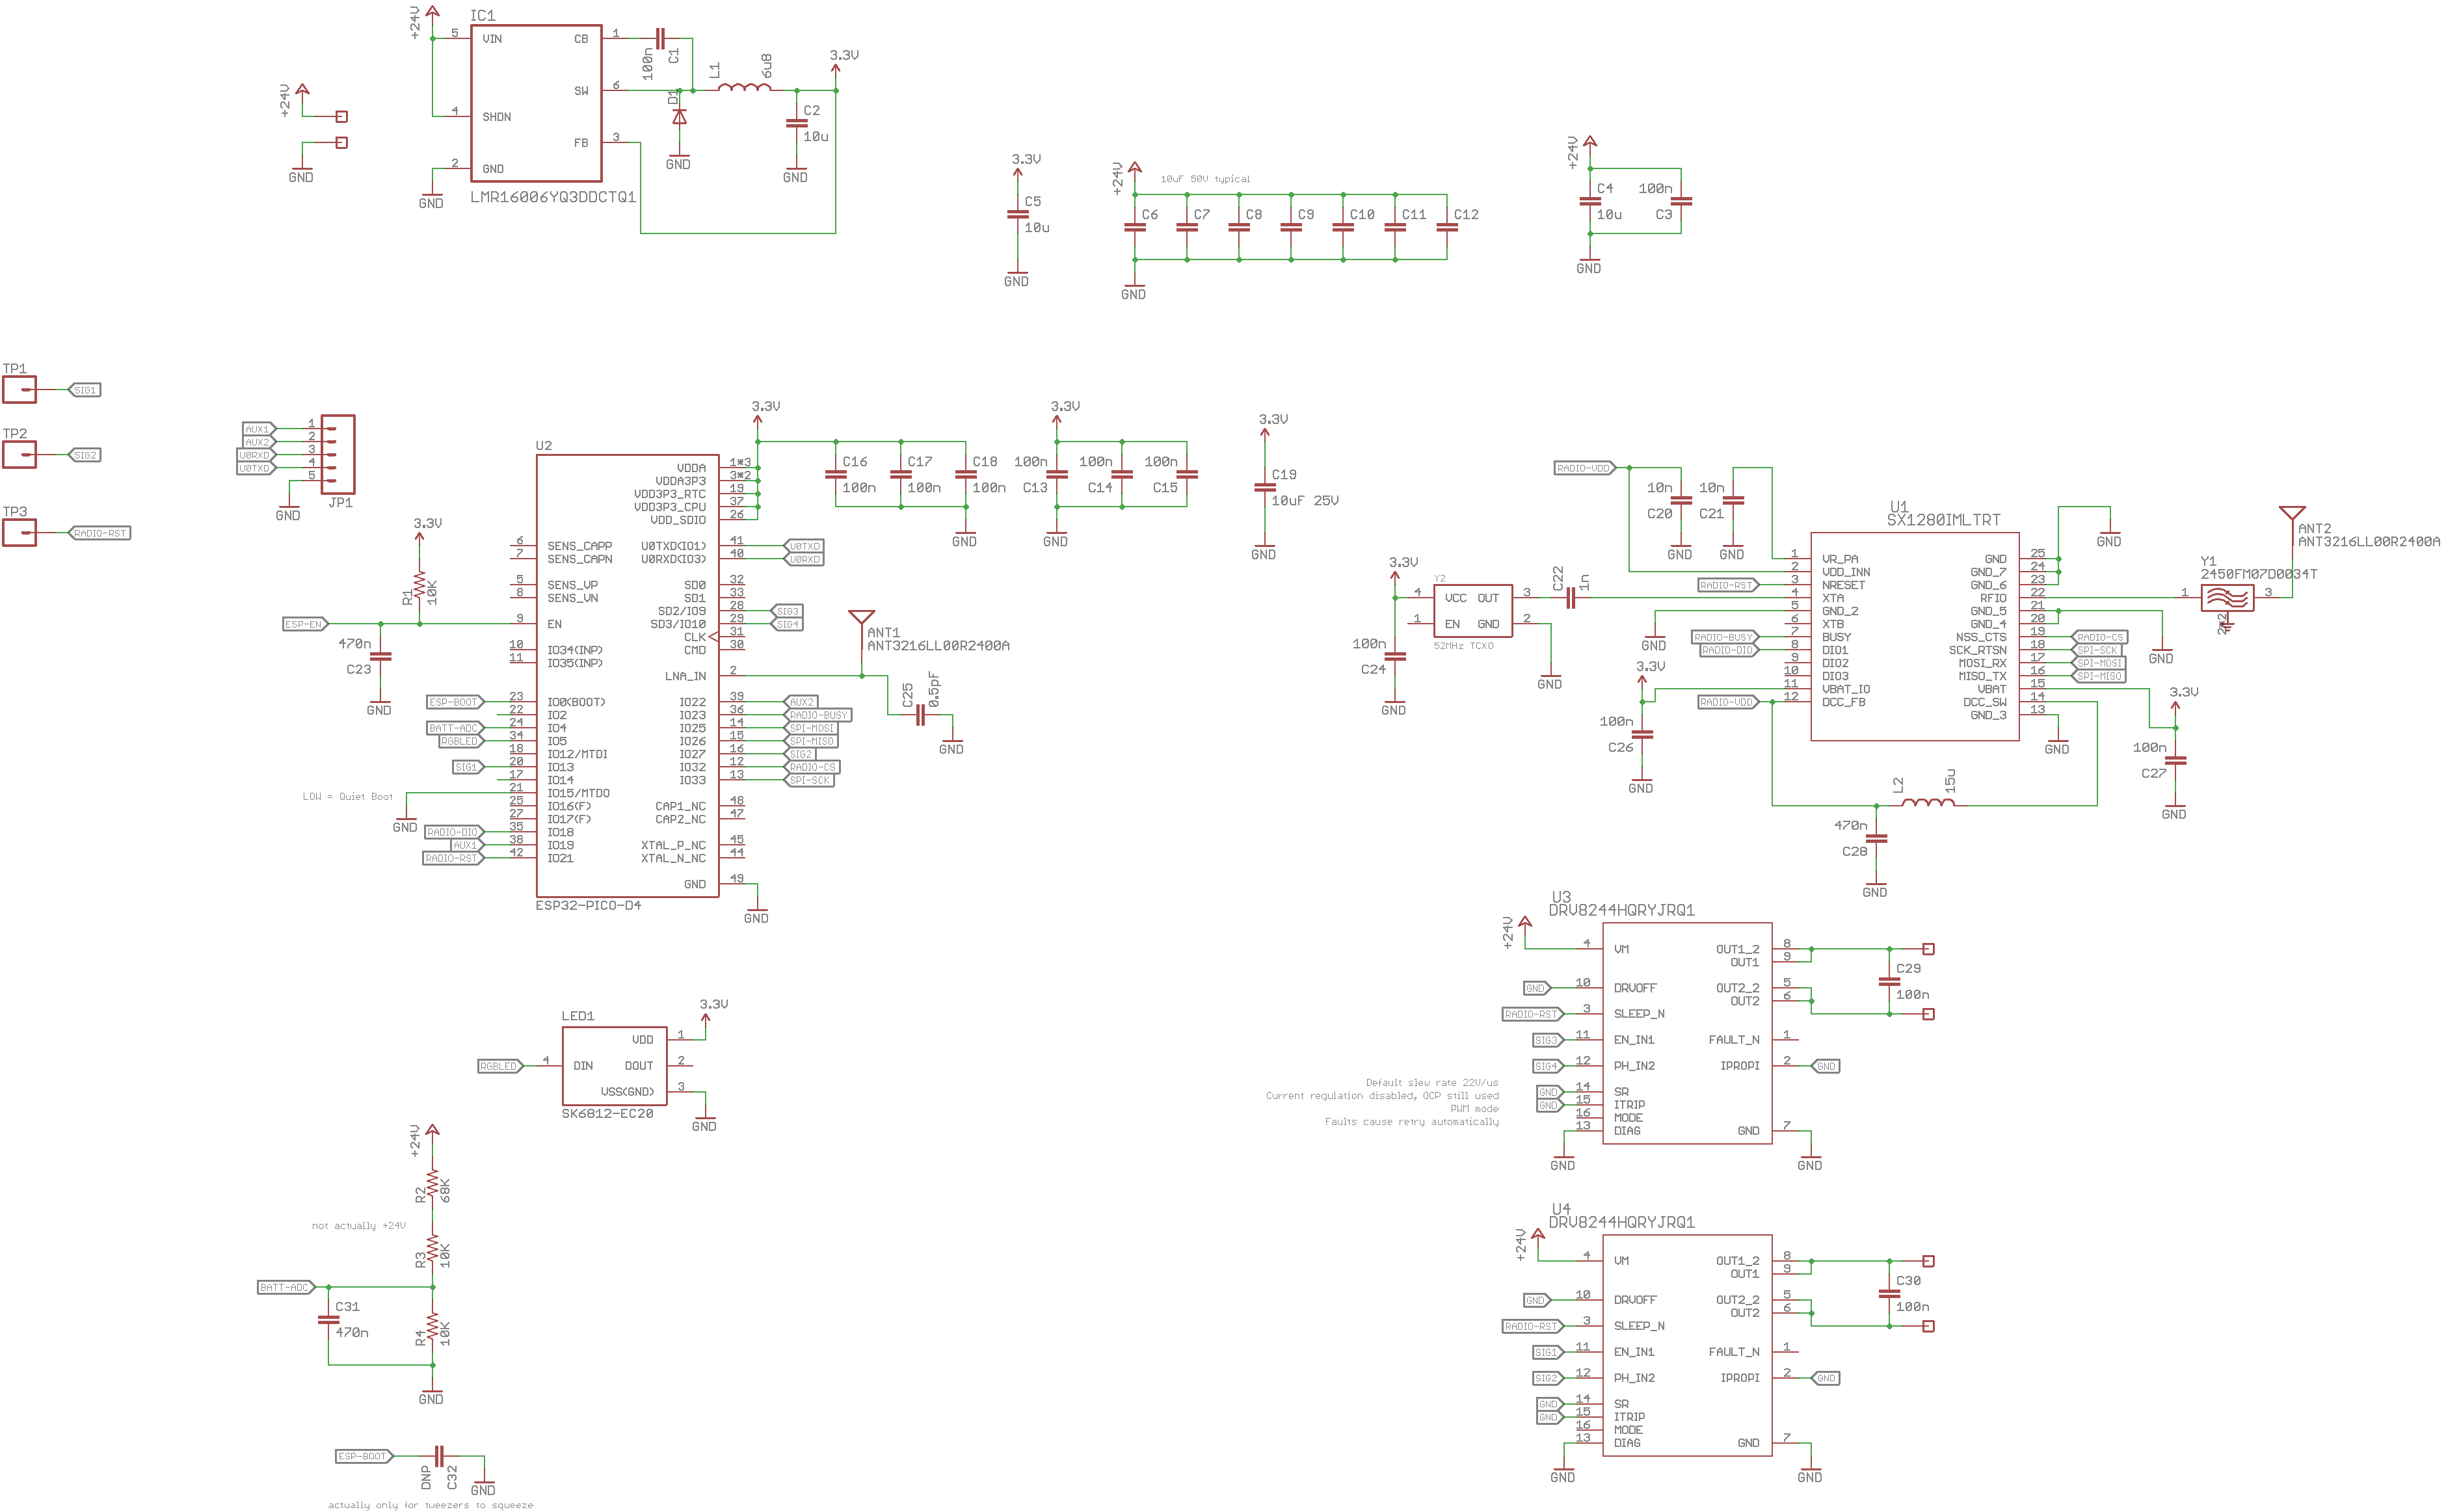 +24V
IC1
5 VIN CB 1
4 SHDN SW 6
FB 3
2 GND
LMR16006YQ3DDCTQ1
GND
+24V
GND
100n
C1
D1
GND
L1
6u8
3.3V
C2
10u
GND
3.3V
C5
10u
GND
+24V
10uF 50V typical
C6 C7 C8 C9 C10 C11 C12
GND
+24V
C4
10u
100n
C3
GND
TP1
SIG1
TP2
SIG2
TP3
RADIO-RST
AUX1 1
AUX2 2
U0RXD 3
U0TXD 4
5
GND
JP1
3.3V
R1
10K
ESP-EN
470n
C23
GND
U2
VDDA 1*3
VDDA3P3 3*2
VDD3P3_RTC 19
VDD3P3_CPU 37
VDD_SDIO 26
6 SENS_CAPP U0TXD(IO1) 41 U0TXD
7 SENS_CAPN U0RXD(IO3) 40 U0RXD
5 SENS_VP SD0 32
8 SENS_VN SD1 33
SD2/IO9 28 SIG3
9 EN SD3/IO10 29 SIG4
CLK 31
10 IO34(INP) CMD 30
11 IO35(INP)
LNA_IN 2
ESP-BOOT 23 IO0(BOOT) IO22 39 AUX2
22 IO2 IO23 36 RADIO-BUSY
BATT-ADC 24 IO4 IO25 14 SPI-MOSI
RGBLED 34 IO5 IO26 15 SPI-MISO
18 IO12/MTDI IO27 16 SIG2
SIG1 20 IO13 IO32 12 RADIO-CS
17 IO14 IO33 13 SPI-SCK
LOW = Quiet Boot
GND
21 IO15/MTDO
25 IO16(F) CAP1_NC 48
27 IO17(F) CAP2_NC 47
RADIO-DIO 35 IO18
AUX1 38 IO19 XTAL_P_NC 45
RADIO-RST 42 IO21 XTAL_N_NC 44
GND 49
ESP32-PICO-D4
GND
3.3V
C16
100n
C17
100n
C18
100n
GND
3.3V
100n
C13
100n
C14
100n
C15
GND
3.3V
C19
10uF 25V
GND
ANT1
ANT3216LL00R2400A
C25
0.5pF
GND
3.3V
Y2
4 VCC OUT 3
1 EN GND 2
52MHz TCXO
100n
C24
GND
GND
C22
1n
RADIO-VDD
10n
C20
GND
10n
C21
GND
U1
SX1280IMLTRT
1 VR_PA GND 25
2 VDD_INN GND_7 24
RADIO-RST 3 NRESET GND_6 23
4 XTA RFIO 22
5 GND_2 GND_5 21
6 XTB GND_4 20
RADIO-BUSY 7 BUSY NSS_CTS 19 RADIO-CS
RADIO-DIO 8 DIO1 SCK_RTSN 18 SPI-SCK
9 DIO2 MOSI_RX 17 SPI-MOSI
10 DIO3 MISO_TX 16 SPI-MISO
11 VBAT_IO VBAT 15
RADIO-VDD 12 DCC_FB DCC_SW 14
GND_3 13
GND
GND
GND
GND
3.3V
100n
C26
GND
3.3V
100n
C27
GND
L2
15u
470n
C28
GND
Y1
2450FM07D0034T
1 3
2*2
ANT2
ANT3216LL00R2400A
U3
DRV8244HQRYJRQ1
+24V
4 VM OUT1_2 8
OUT1 9
GND 10 DRVOFF OUT2_2 5
OUT2 6
RADIO-RST 3 SLEEP_N
SIG3 11 EN_IN1 FAULT_N 1
SIG4 12 PH_IN2 IPROPI 2 GND
GND 14 SR
GND 15 ITRIP
16 MODE
13 DIAG GND 7
GND
GND
C29
100n
Default slew rate 22V/us
Current regulation disabled, OCP still used
PWM mode
Faults cause retry automatically
LED1
3.3V
VDD 1
RGBLED 4 DIN DOUT 2
VSS(GND) 3
SK6812-EC20
GND
+24V
R2
68K
not actually +24V
R3
10K
BATT-ADC
C31
470n
R4
10K
GND
U4
DRV8244HQRYJRQ1
+24V
4 VM OUT1_2 8
OUT1 9
GND 10 DRVOFF OUT2_2 5
OUT2 6
RADIO-RST 3 SLEEP_N
SIG1 11 EN_IN1 FAULT_N 1
SIG2 12 PH_IN2 IPROPI 2 GND
GND 14 SR
GND 15 ITRIP
16 MODE
13 DIAG GND 7
GND
GND
C30
100n
ESP-BOOT
DNP
C32
GND
actually only for tweezers to squeeze